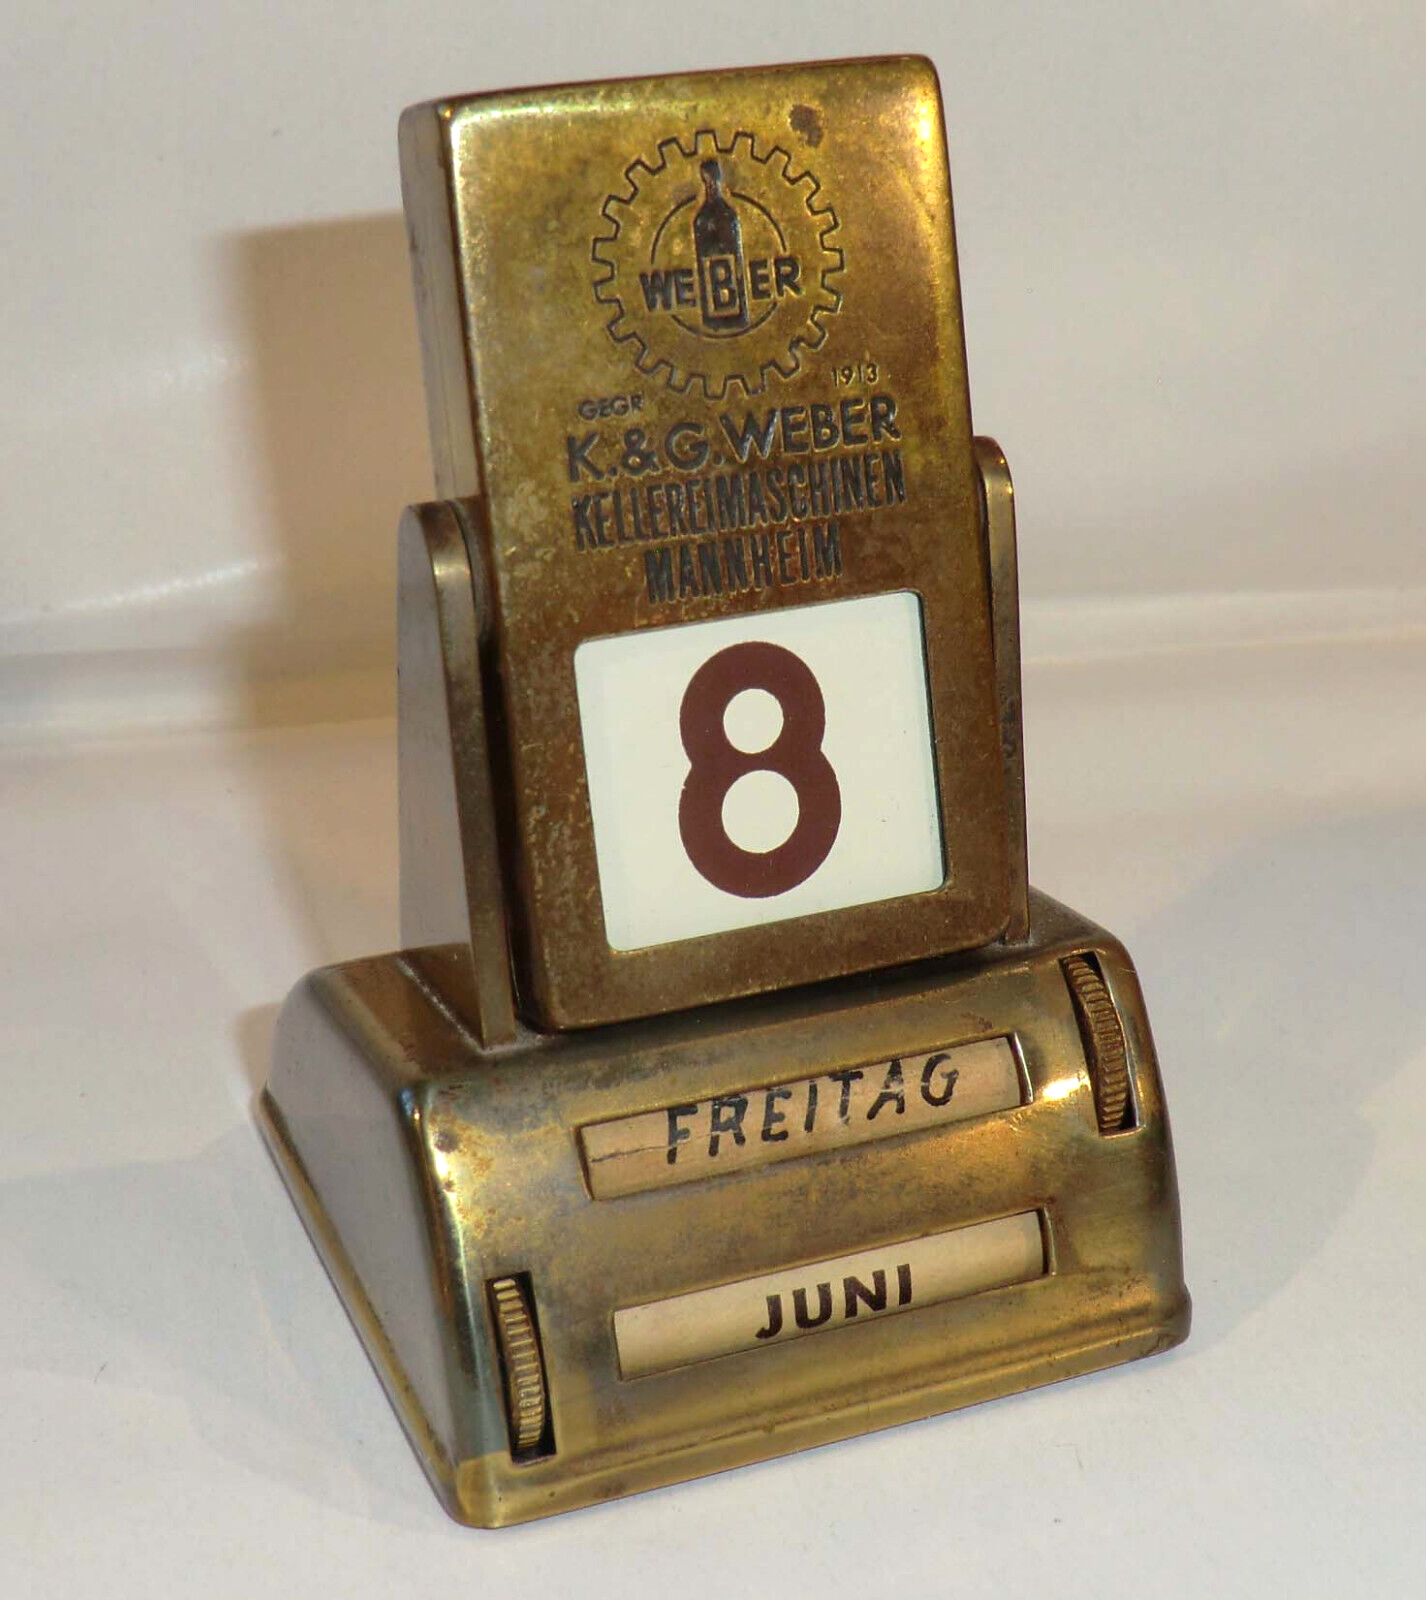 WEBER
GEGR 1913
K. & G. WEBER
KELLEREIMASCHINEN
MANNHEIM
8
FREITAG
JUNI